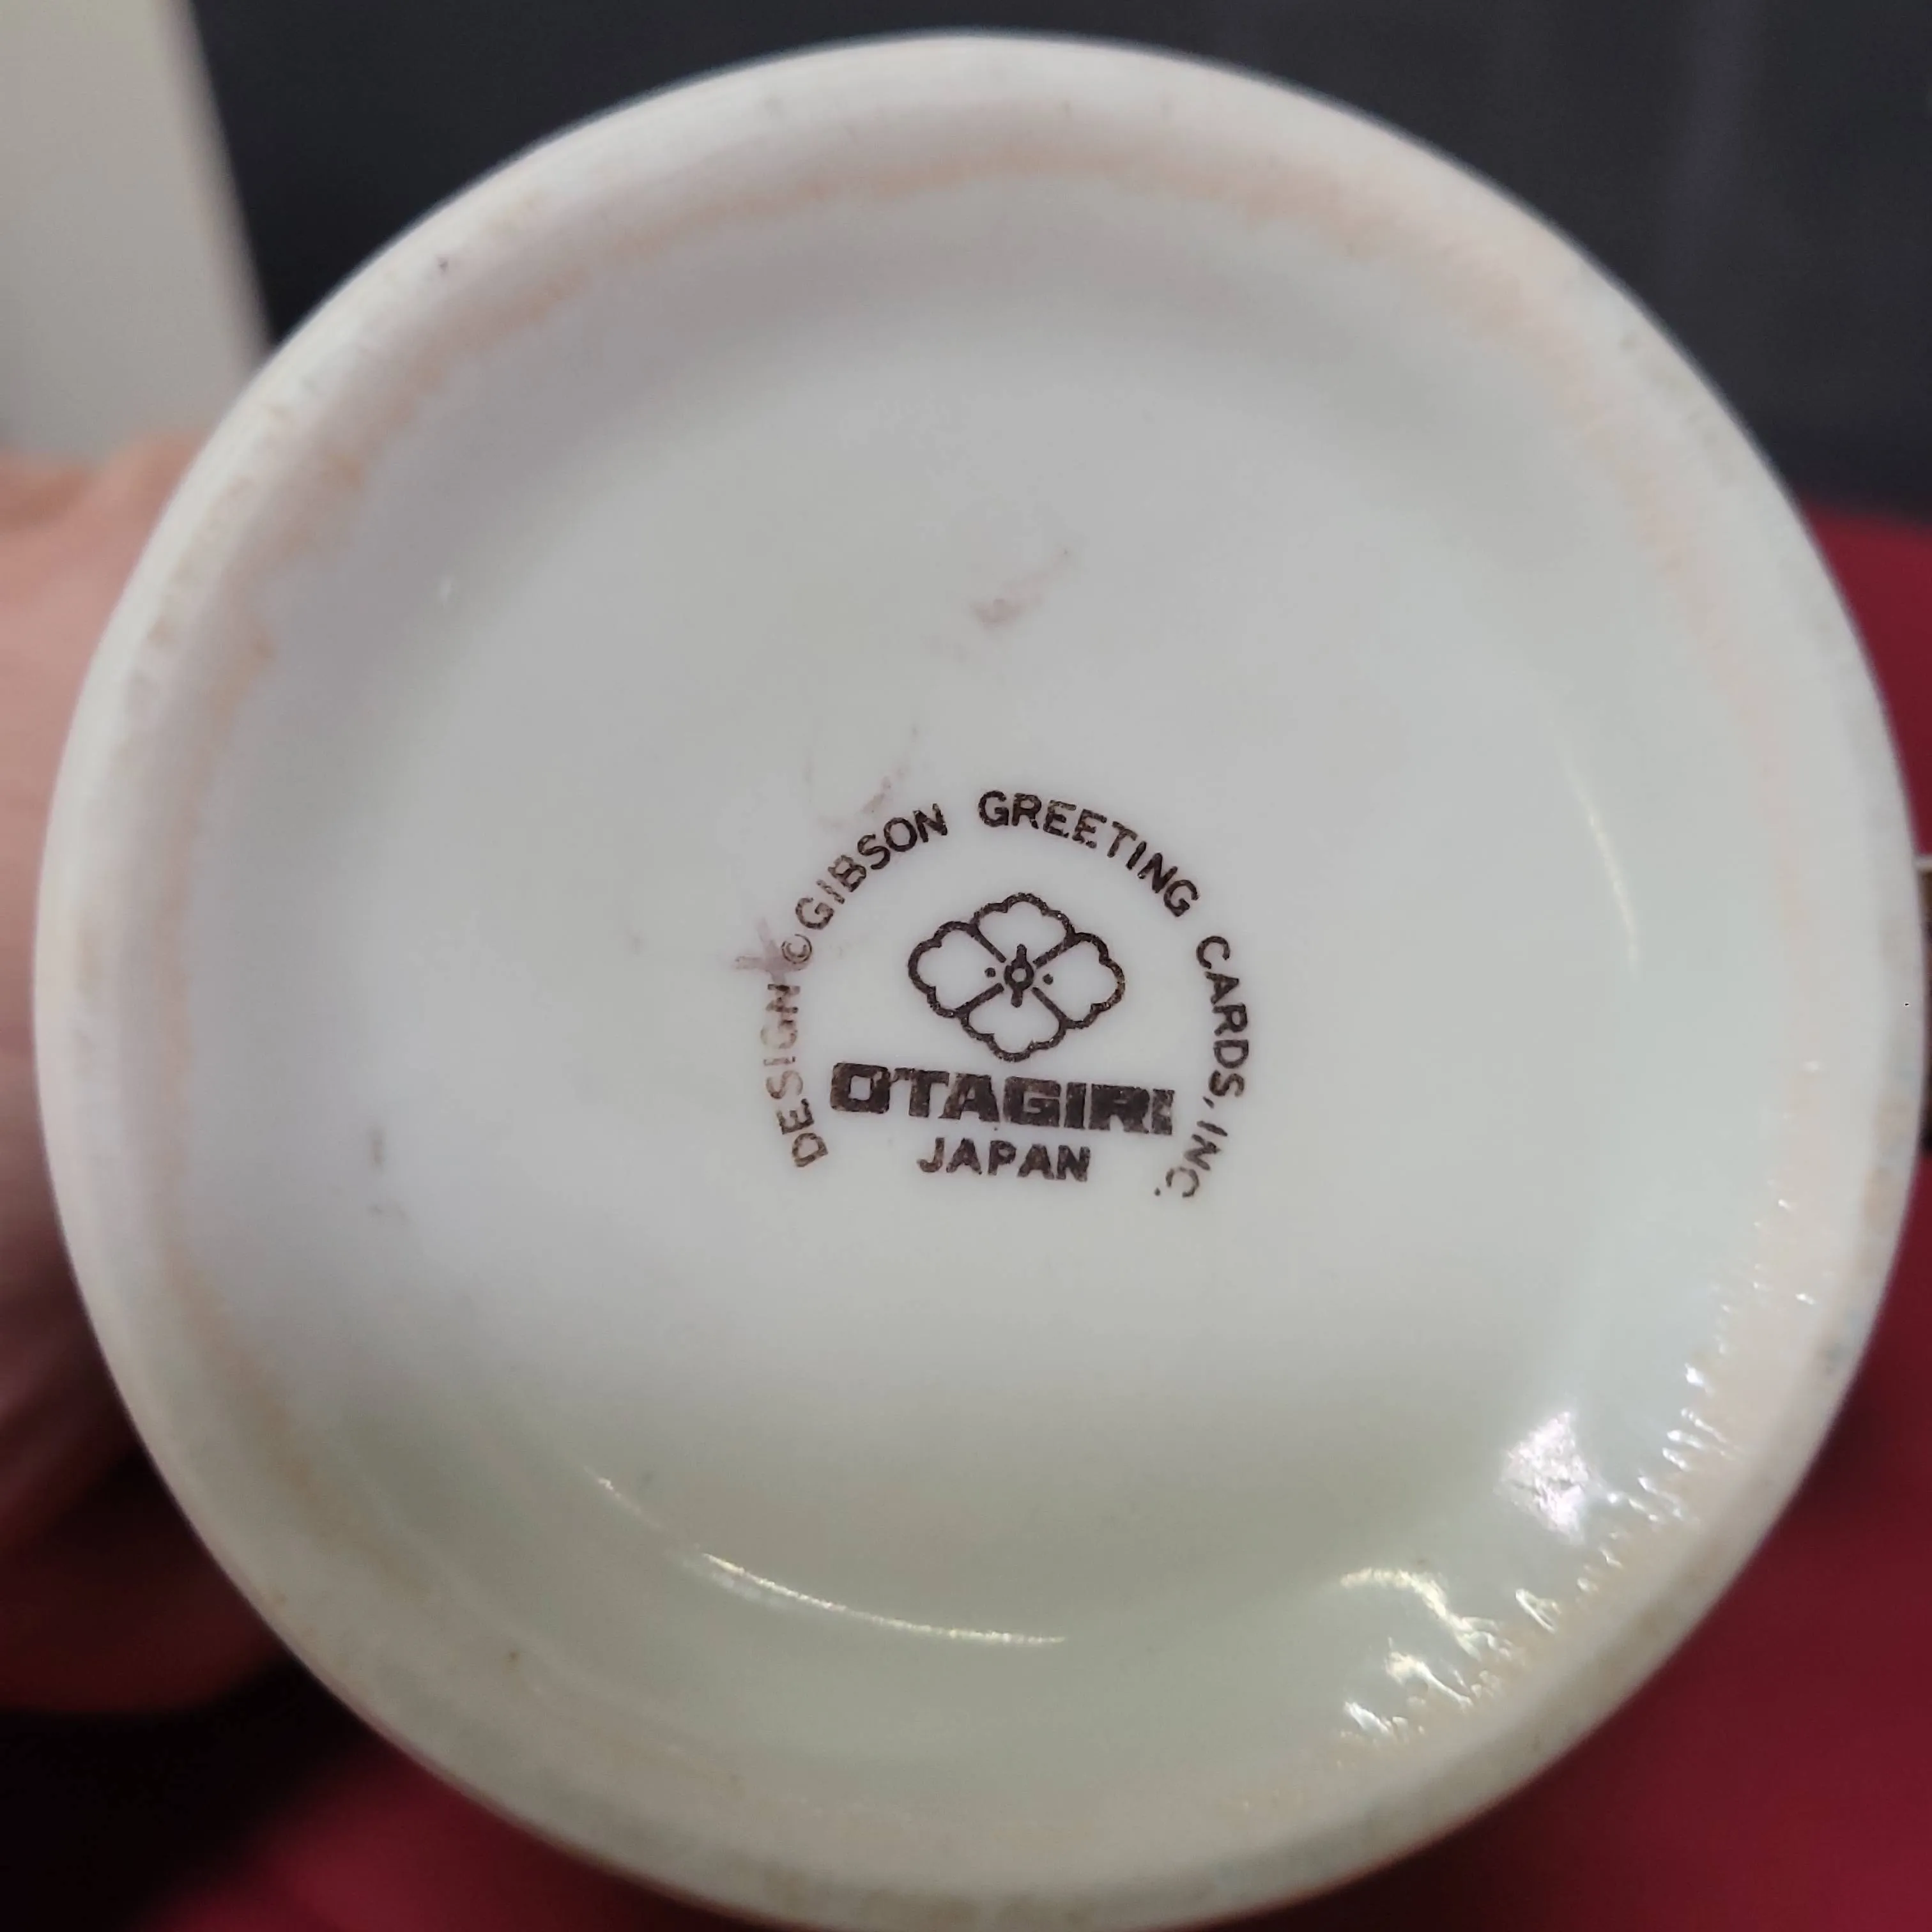 DESIGN © GIBSON GREETING CARDS, INC.
OTAGIRI
JAPAN